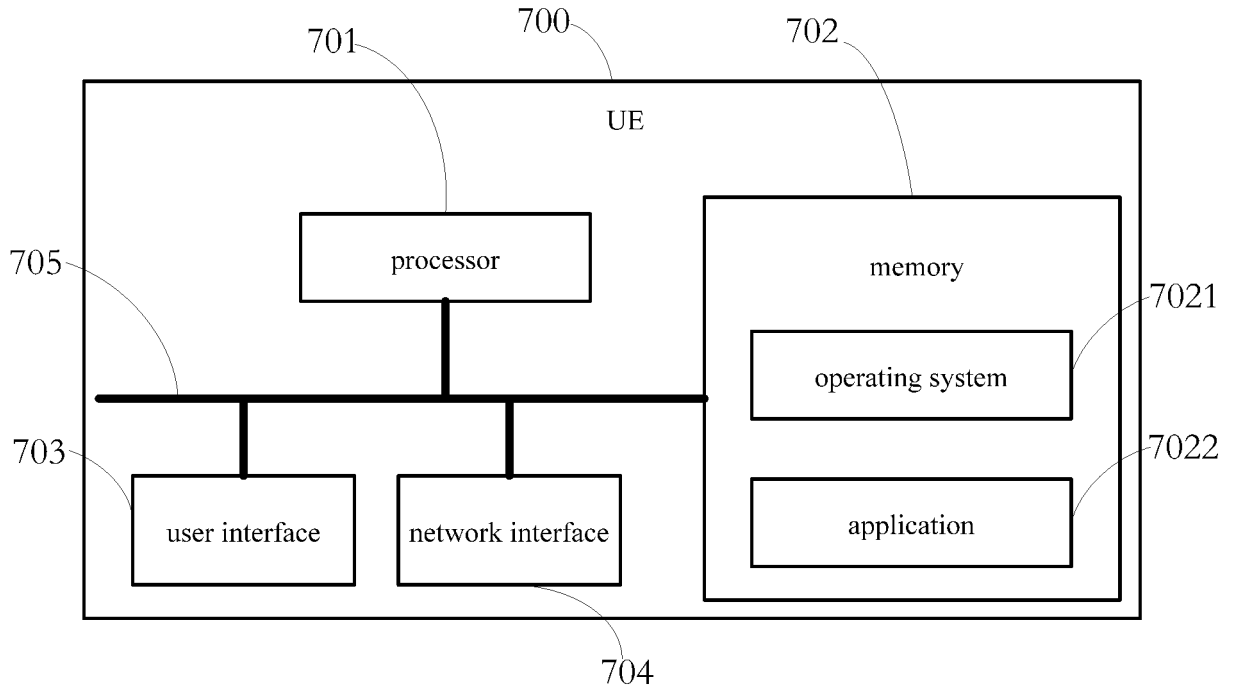 700
701
702
UE
processor
705
memory
7021
operating system
703
7022
user interface
network interface
application
704